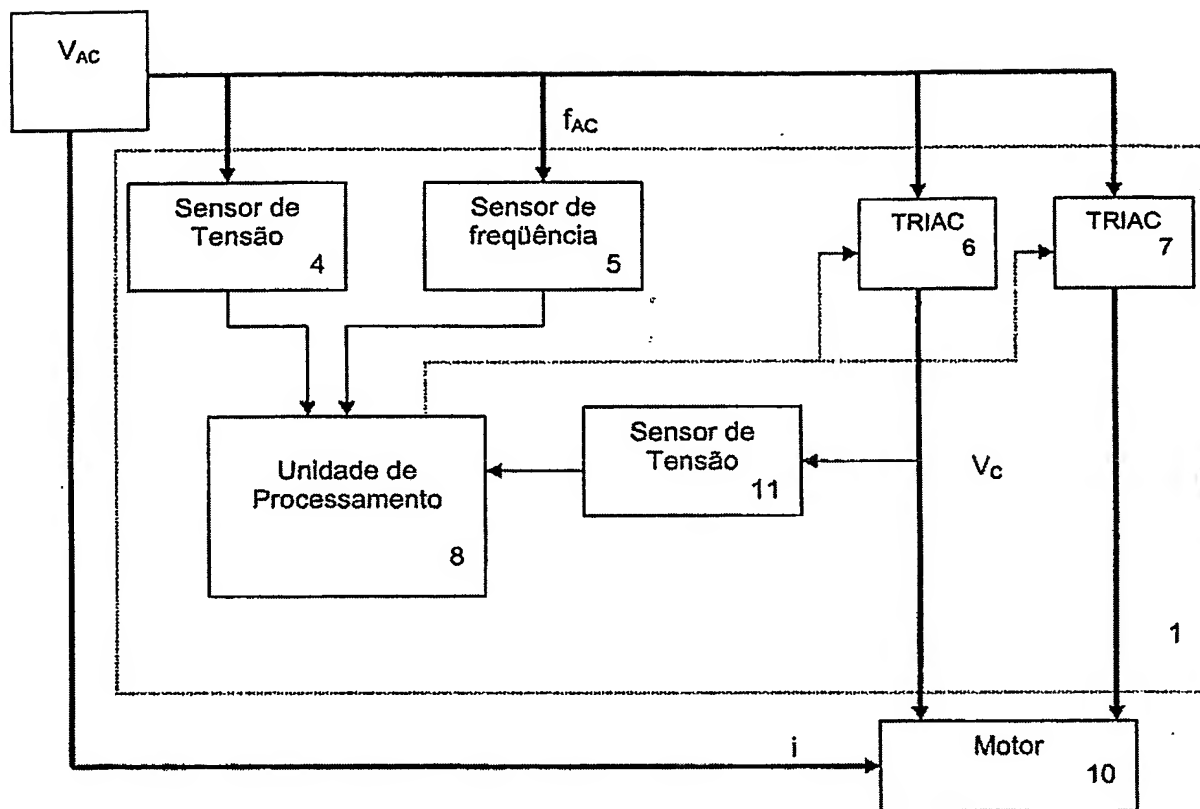 VAC
fAC
Sensor de
Tensão
4
Sensor de
freqüência
5
TRIAC
6
TRIAC
7
Unidade de
Processamento
8
Sensor de
Tensão
11
VC
1
i
Motor
10